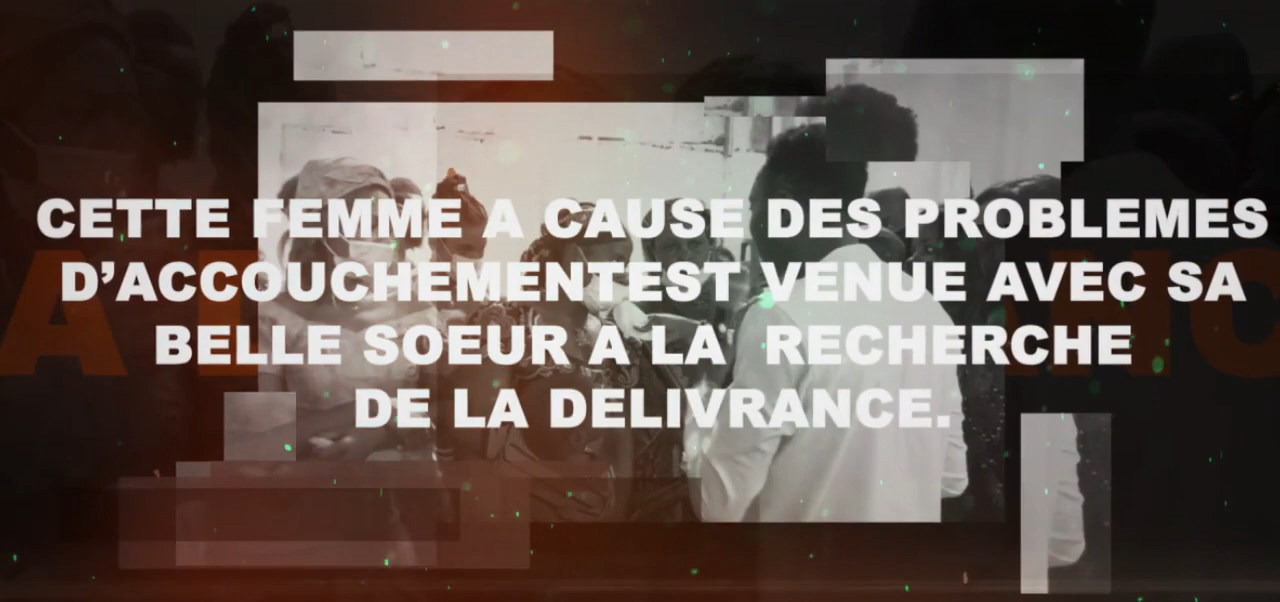 CETTE FEMME A CAUSE DES PROBLEMES
D’ACCOUCHEMENTEST VENUE AVEC SA
BELLE SOEUR A LA  RECHERCHE
DE LA DELIVRANCE.